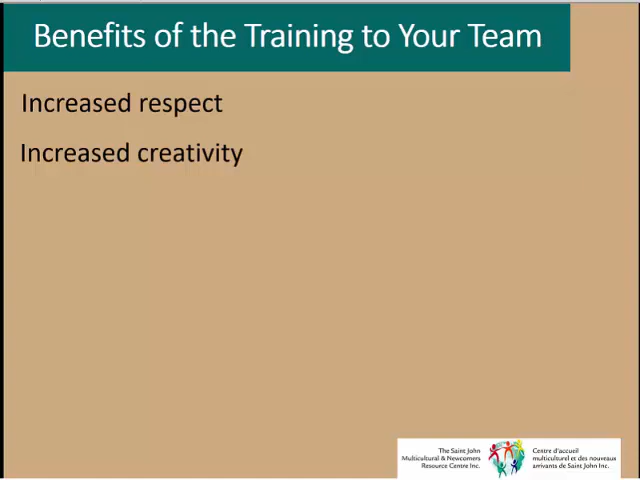 Benefits of the Training to Your Team
Increased respect
Increased creativity
The Saint John
Multicultural & Newcomers
Resource Centre Inc.
Centre d'accueil
multiculturel et des nouveaux
arrivants de Saint John Inc.